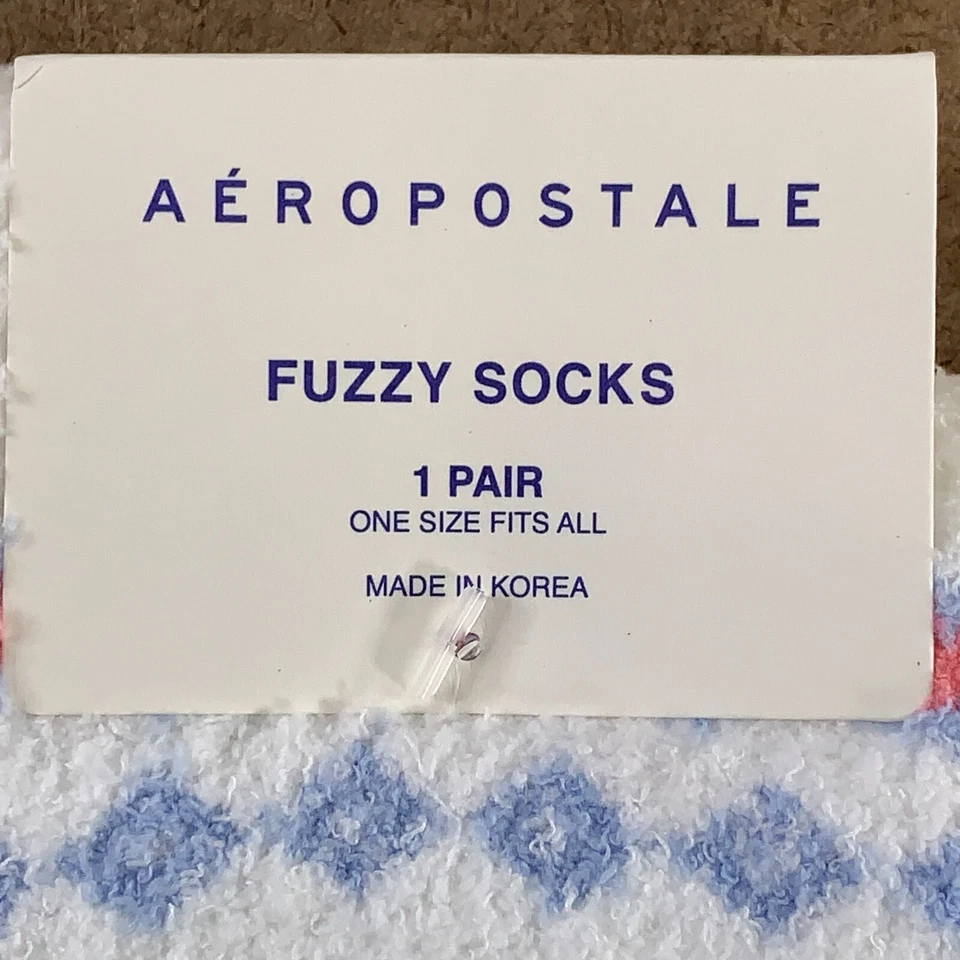 AÉROPOSTALE
FUZZY SOCKS
1 PAIR
ONE SIZE FITS ALL
MADE IN KOREA